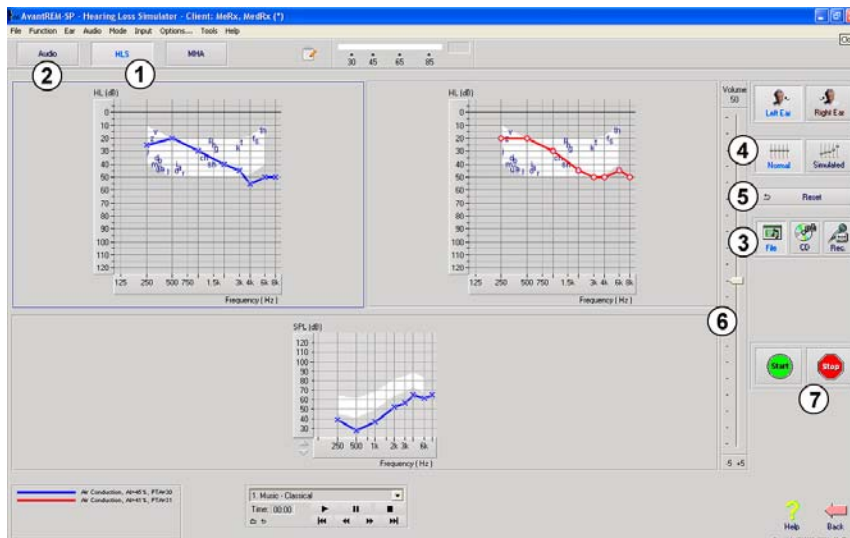 AvantREM-SP - Hearing Loss Simulator - Client: MeRx, MedRx (*)
File Function Ear Audio Mode Input Options... Tools Help
Audio HLS MHA
2 1
30 45 65 85
HL (dB)
0
10
20
30
40
50
60
70
80
90
100
110
120
125 250 500 750 1.5k 3k 4k 6k 8k
Frequency ( Hz )
HL (dB)
0
10
20
30
40
50
60
70
80
90
100
110
120
125 250 500 750 1.5k 3k 4k 6k 8k
Frequency ( Hz )
Volume
50
Left Ear Right Ear
4
Normal Simulated
5
Reset
3
File CD Rec.
6
SPL (dB)
120
110
100
90
80
70
60
50
40
30
250 500 1k 2k 3k 6k
Frequency ( Hz )
Start Stop
7
-5 +5
Air Conduction, AI=45%, PTA=30
Air Conduction, AI=41%, PTA=31
1. Music - Classical
Time: 00:00
Help Back